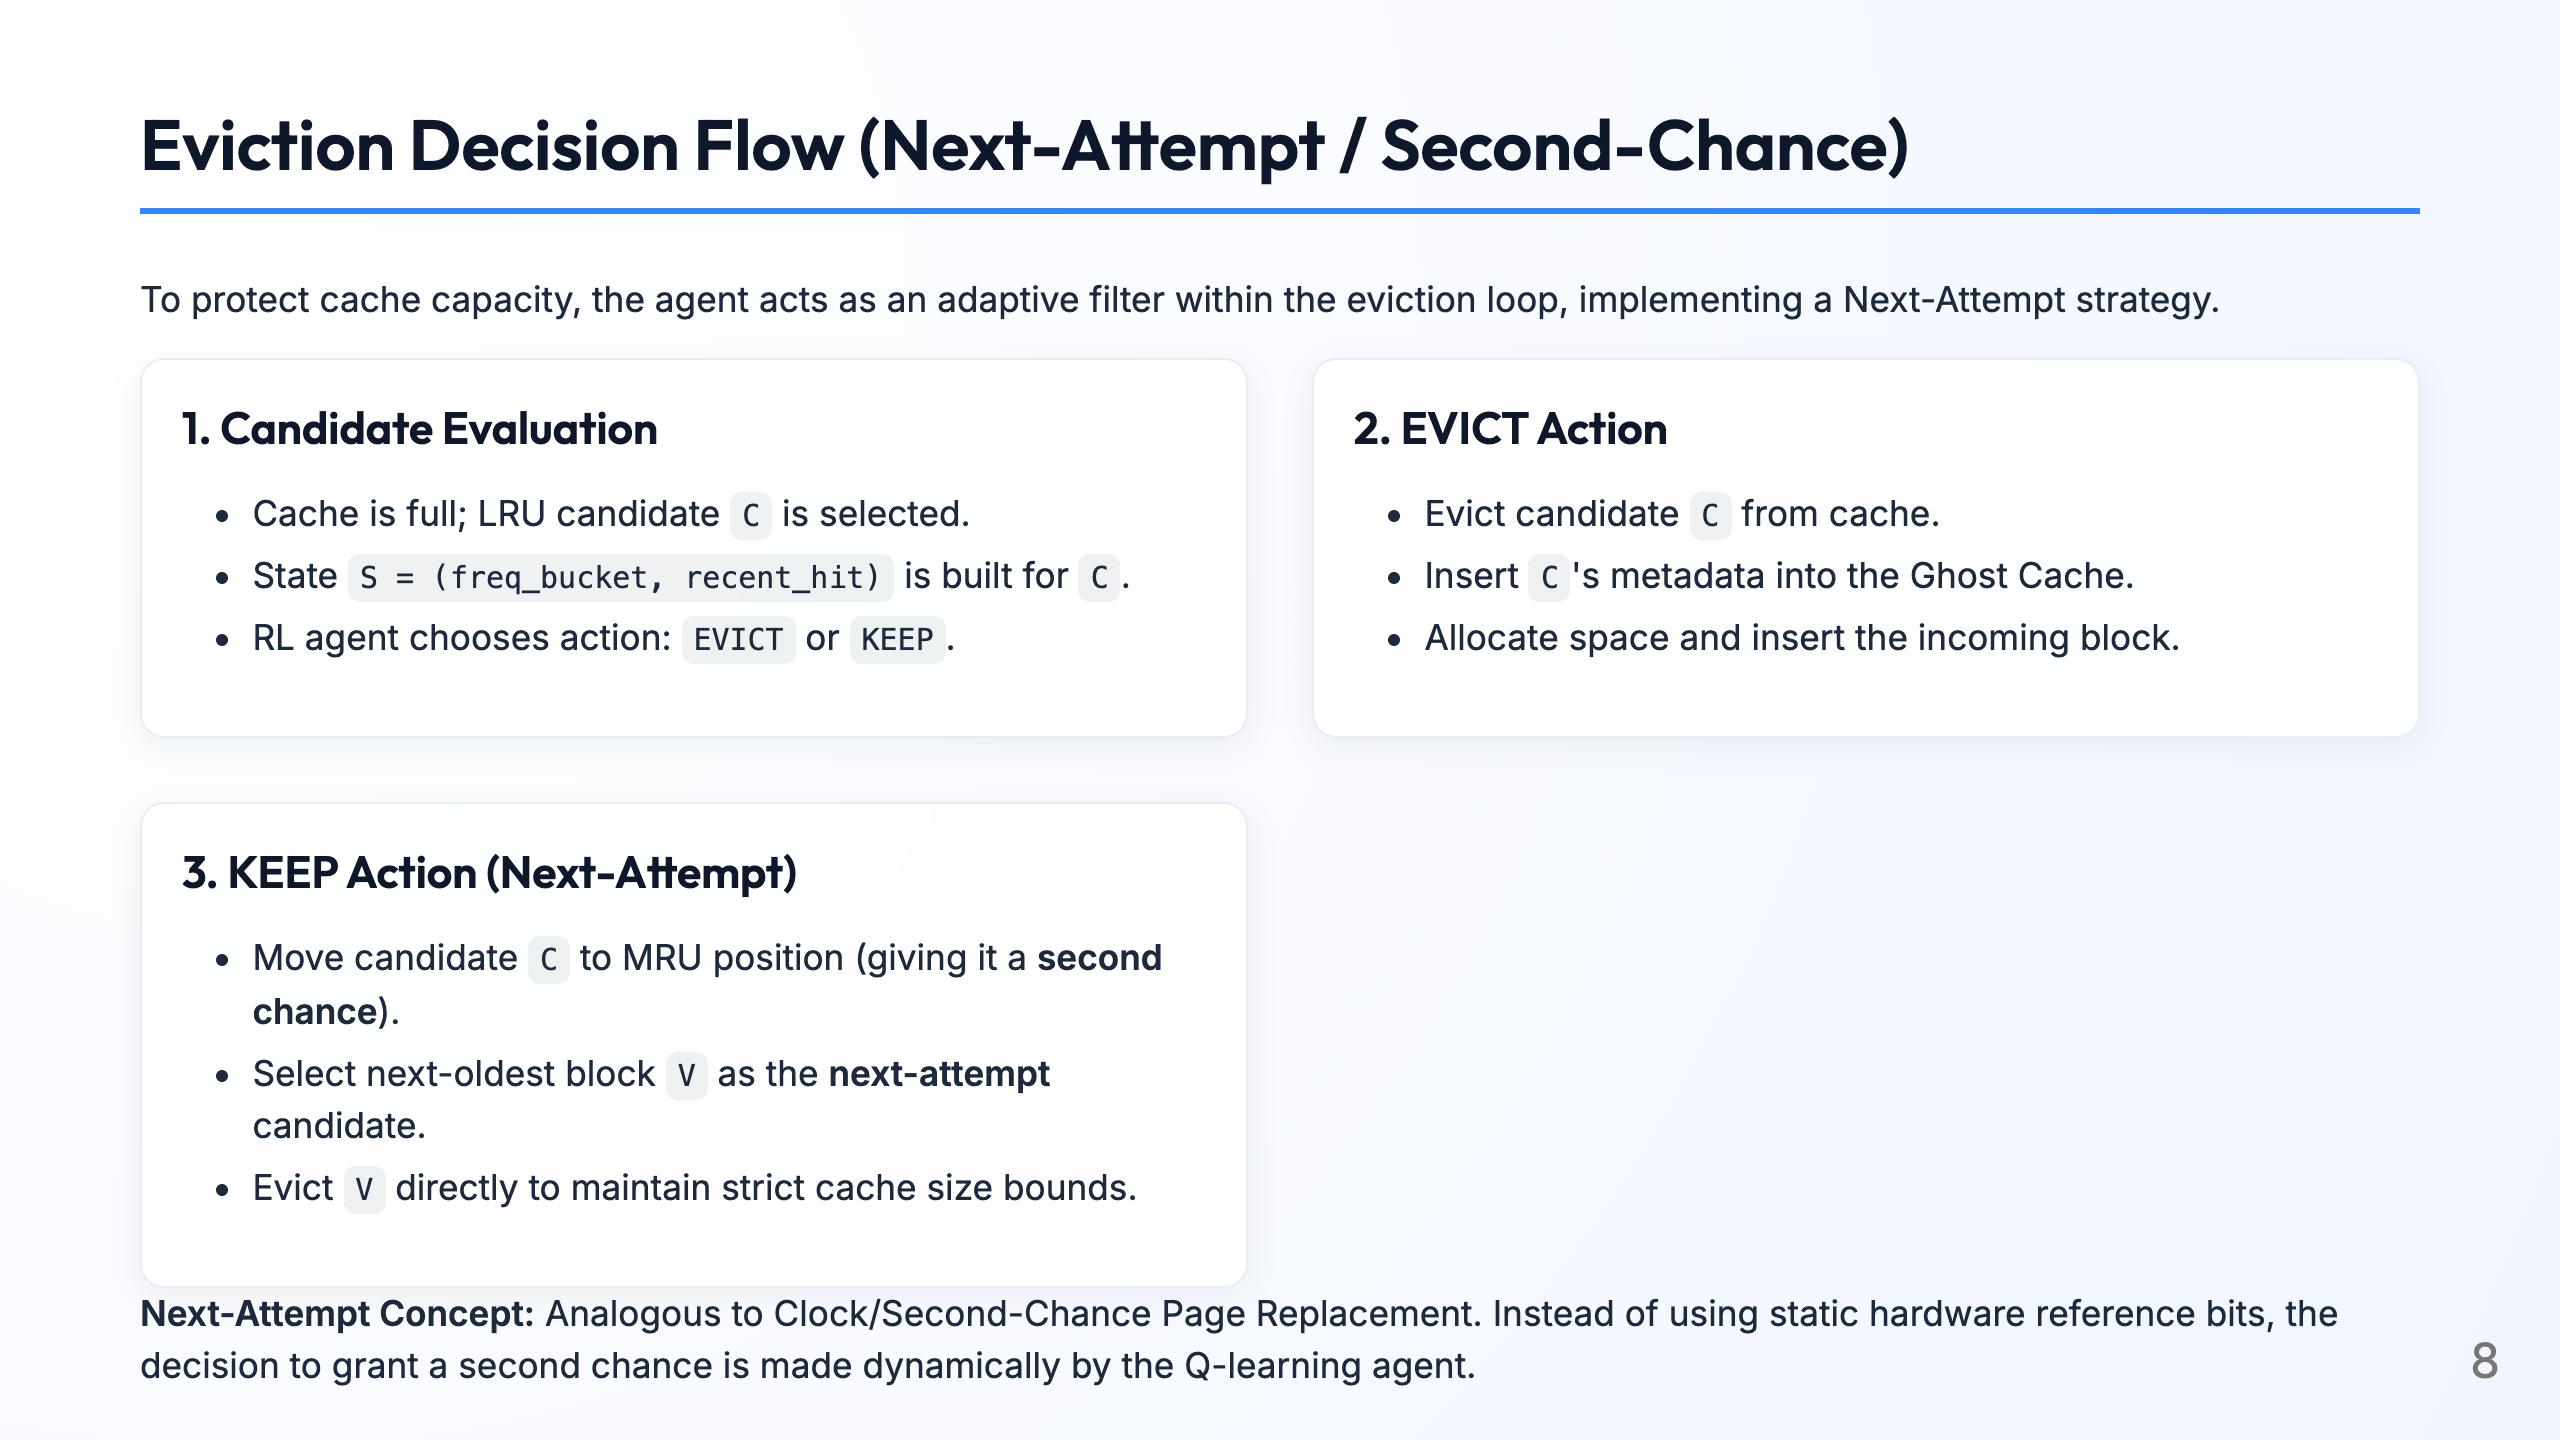 Eviction Decision Flow (Next-Attempt / Second-Chance)
To protect cache capacity, the agent acts as an adaptive filter within the eviction loop, implementing a Next-Attempt strategy.
1. Candidate Evaluation
• Cache is full; LRU candidate C is selected.
• State S = (freq_bucket, recent_hit) is built for C.
• RL agent chooses action: EVICT or KEEP.
2. EVICT Action
• Evict candidate C from cache.
• Insert C's metadata into the Ghost Cache.
• Allocate space and insert the incoming block.
3. KEEP Action (Next-Attempt)
• Move candidate C to MRU position (giving it a second
chance).
• Select next-oldest block V as the next-attempt
candidate.
• Evict V directly to maintain strict cache size bounds.
Next-Attempt Concept: Analogous to Clock/Second-Chance Page Replacement. Instead of using static hardware reference bits, the
decision to grant a second chance is made dynamically by the Q-learning agent.
8